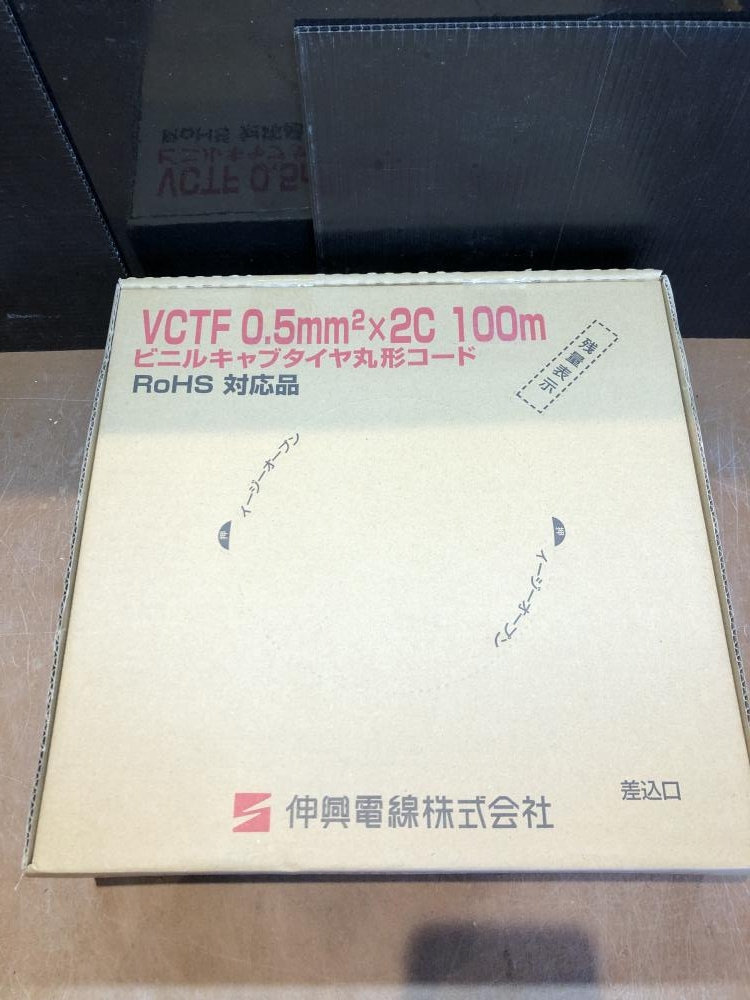 VCTF 0.5mm²×2C 100m
ビニルキャブタイヤ丸形コード
RoHS 対応品
残量表示
イージーオープン
押
押
イージーオープン
差込口
伸興電線株式会社